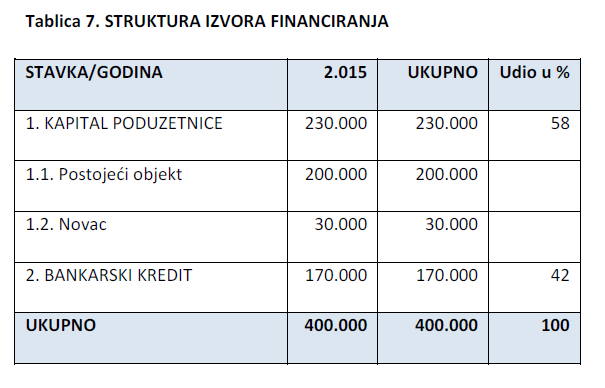 Tablica 7. STRUKTURA IZVORA FINANCIRANJA
STAVKA/GODINA 2.015 UKUPNO Udio u %
1. KAPITAL PODUZETNICE 230.000 230.000 58
1.1. Postojeći objekt 200.000 200.000
1.2. Novac 30.000 30.000
2. BANKARSKI KREDIT 170.000 170.000 42
UKUPNO 400.000 400.000 100